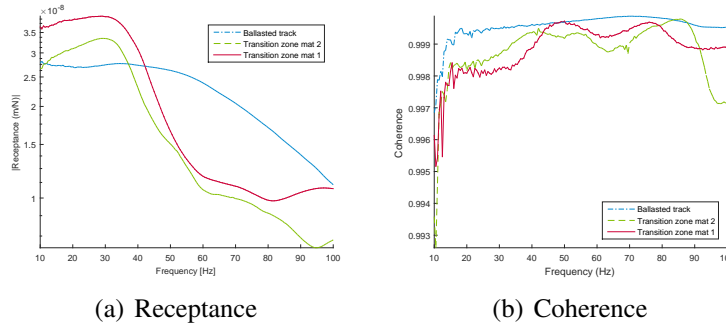 ×10⁻⁸
3.5
3
2.5
2
1.5
1
|Receptance (m/N)|
10 20 30 40 50 60 70 80 90 100
Frequency [Hz]
Ballasted track
Transition zone mat 2
Transition zone mat 1
(a) Receptance
0.999
0.998
0.997
0.996
0.995
0.994
0.993
Coherence
10 20 30 40 50 60 70 80 90 100
Frequency (Hz)
Ballasted track
Transition zone mat 2
Transition zone mat 1
(b) Coherence